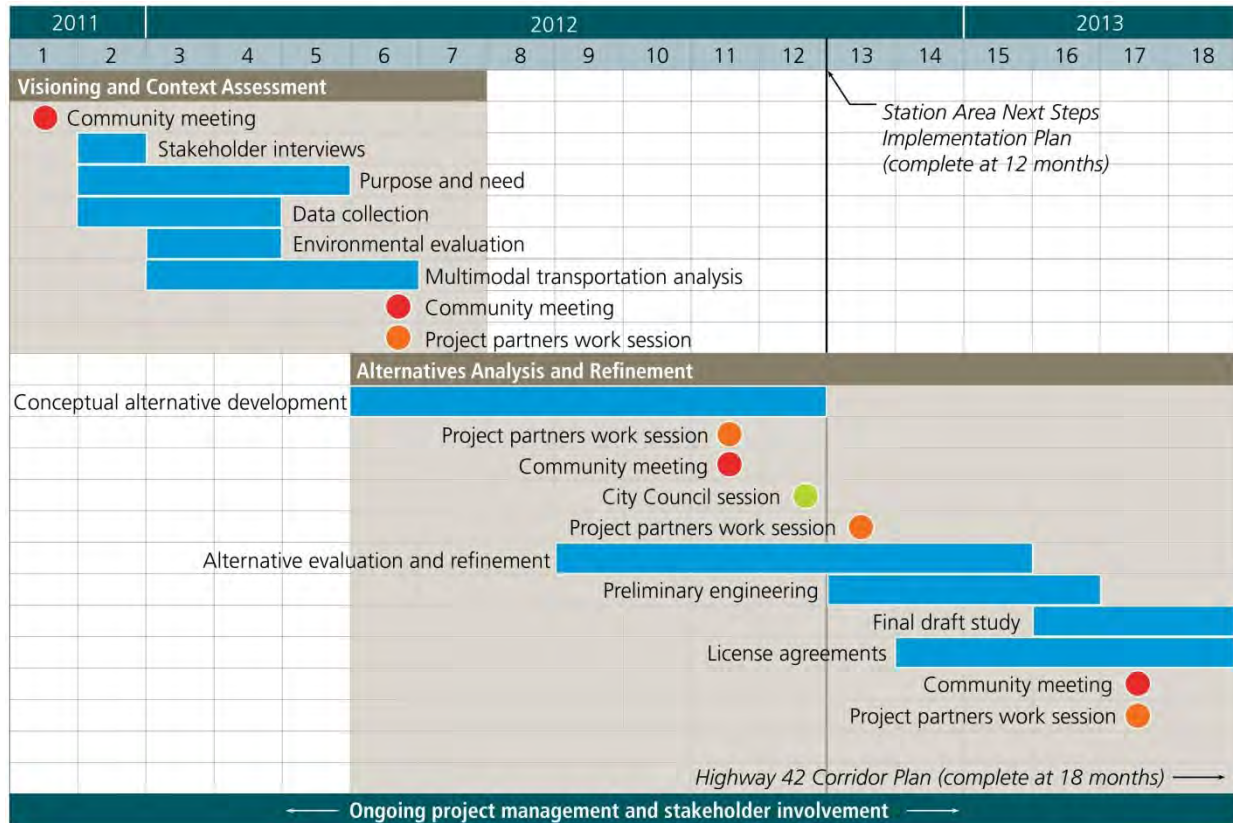 2011 2012 2013
1 2 3 4 5 6 7 8 9 10 11 12 13 14 15 16 17 18
Visioning and Context Assessment
Community meeting
Stakeholder interviews
Purpose and need
Data collection
Environmental evaluation
Multimodal transportation analysis
Community meeting
Project partners work session
Station Area Next Steps
Implementation Plan
(complete at 12 months)
Alternatives Analysis and Refinement
Conceptual alternative development
Project partners work session
Community meeting
City Council session
Project partners work session
Alternative evaluation and refinement
Preliminary engineering
Final draft study
License agreements
Community meeting
Project partners work session
Highway 42 Corridor Plan (complete at 18 months)
Ongoing project management and stakeholder involvement